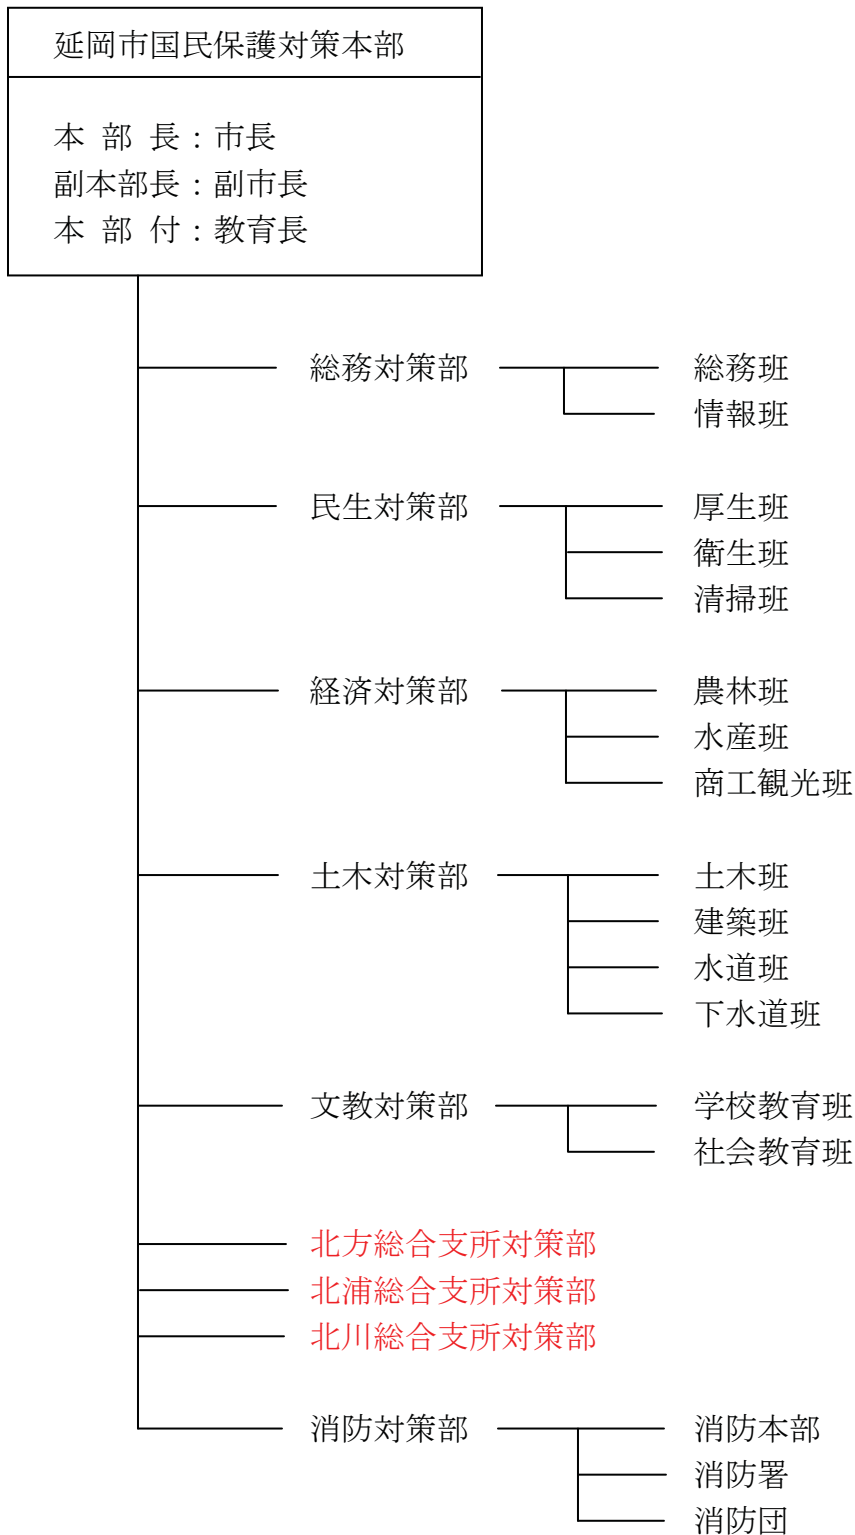 延岡市国民保護対策本部
本 部 長：市長
副本部長：副市長
本 部 付：教育長
総務対策部 総務班
情報班
民生対策部 厚生班
衛生班
清掃班
経済対策部 農林班
水産班
商工観光班
土木対策部 土木班
建築班
水道班
下水道班
文教対策部 学校教育班
社会教育班
北方総合支所対策部
北浦総合支所対策部
北川総合支所対策部
消防対策部 消防本部
消防署
消防団